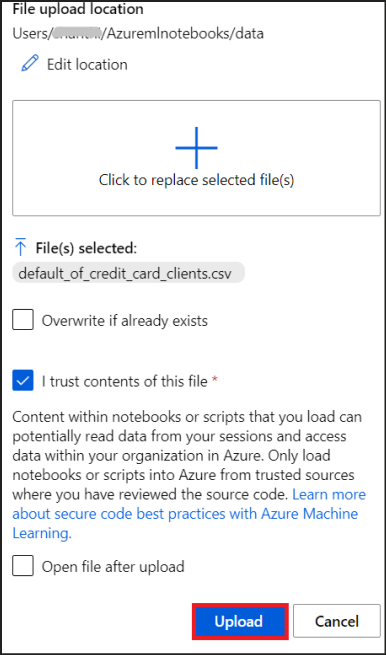 File upload location
Users/ /Azuremlnotebooks/data
Edit location
Click to replace selected file(s)
File(s) selected:
default_of_credit_card_clients.csv
Overwrite if already exists
I trust contents of this file *
Content within notebooks or scripts that you load can
potentially read data from your sessions and access
data within your organization in Azure. Only load
notebooks or scripts into Azure from trusted sources
where you have reviewed the source code. Learn more
about secure code best practices with Azure Machine
Learning.
Open file after upload
Upload Cancel